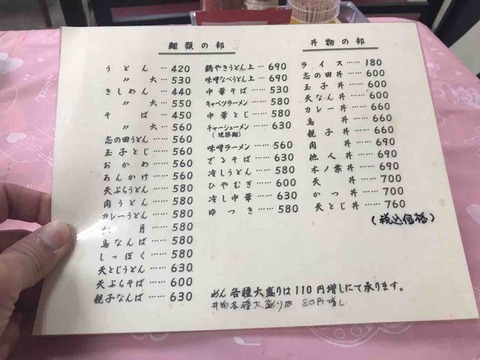 麺類の部
うどん……420
〃 大……530
きしめん……440
〃 大……550
そば……450
〃 大……560
志の田うどん……560
玉子とじ……560
おかわ……560
あんかけ……560
天ぷらうどん……580
肉うどん……580
カレーうどん……580
月……580
鳥なんば……580
しっぽく……580
天とじうどん……630
天ぷらそば……600
親子なんば……630
鍋やきうどん上…690
味噌なべうどん上…690
中華そば……530
キャベツラーメン……580
中華とじ……580
チャーシューメン……630
味噌ラーメン……560
ざるそば……630
冷しうどん……580
ひやむぎ……600
冷し中華……630
ゆつき……580
丼物の部
ライス……180
志の田丼……600
玉子丼……600
天なん丼……600
カレー丼……660
鳥丼……660
親子丼……660
肉丼……690
他人丼……690
木ノ葉丼……690
天丼……700
かつ丼……700
天とじ丼……760
(税込価格)
めん各種大盛りは110円増しにて承ります。
丼物各種大盛りは80円増し